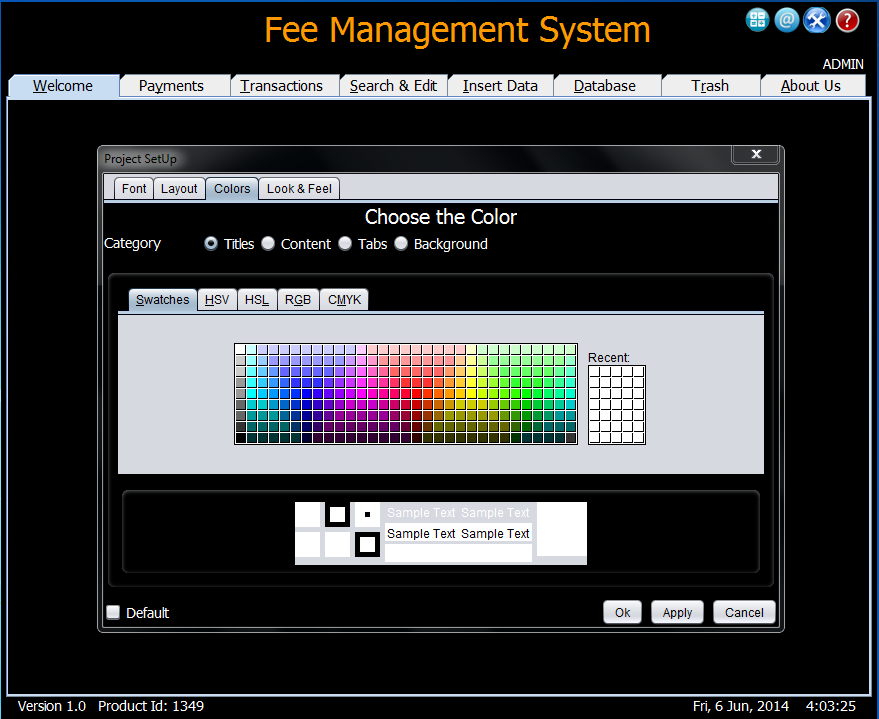 Fee Management System
@ ?
ADMIN
Welcome Payments Transactions Search & Edit Insert Data Database Trash About Us
Project SetUp x
Font Layout Colors Look & Feel
Choose the Color
Category Titles Content Tabs Background
Swatches HSV HSL RGB CMYK
Recent:
Sample Text Sample Text
Sample Text Sample Text
Default Ok Apply Cancel
Version 1.0 Product Id: 1349 Fri, 6 Jun, 2014 4:03:25